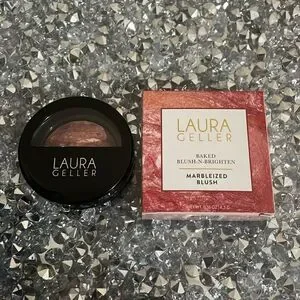 LAURA
GELLER
LAURA
GELLER
BAKED
BLUSH-N-BRIGHTEN
MARBLEIZED
BLUSH